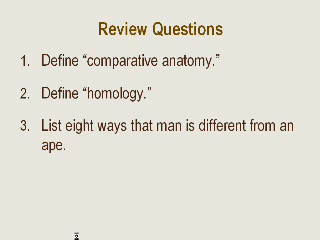 Review Questions
1. Define “comparative anatomy.”
2. Define “homology.”
3. List eight ways that man is different from an
ape.